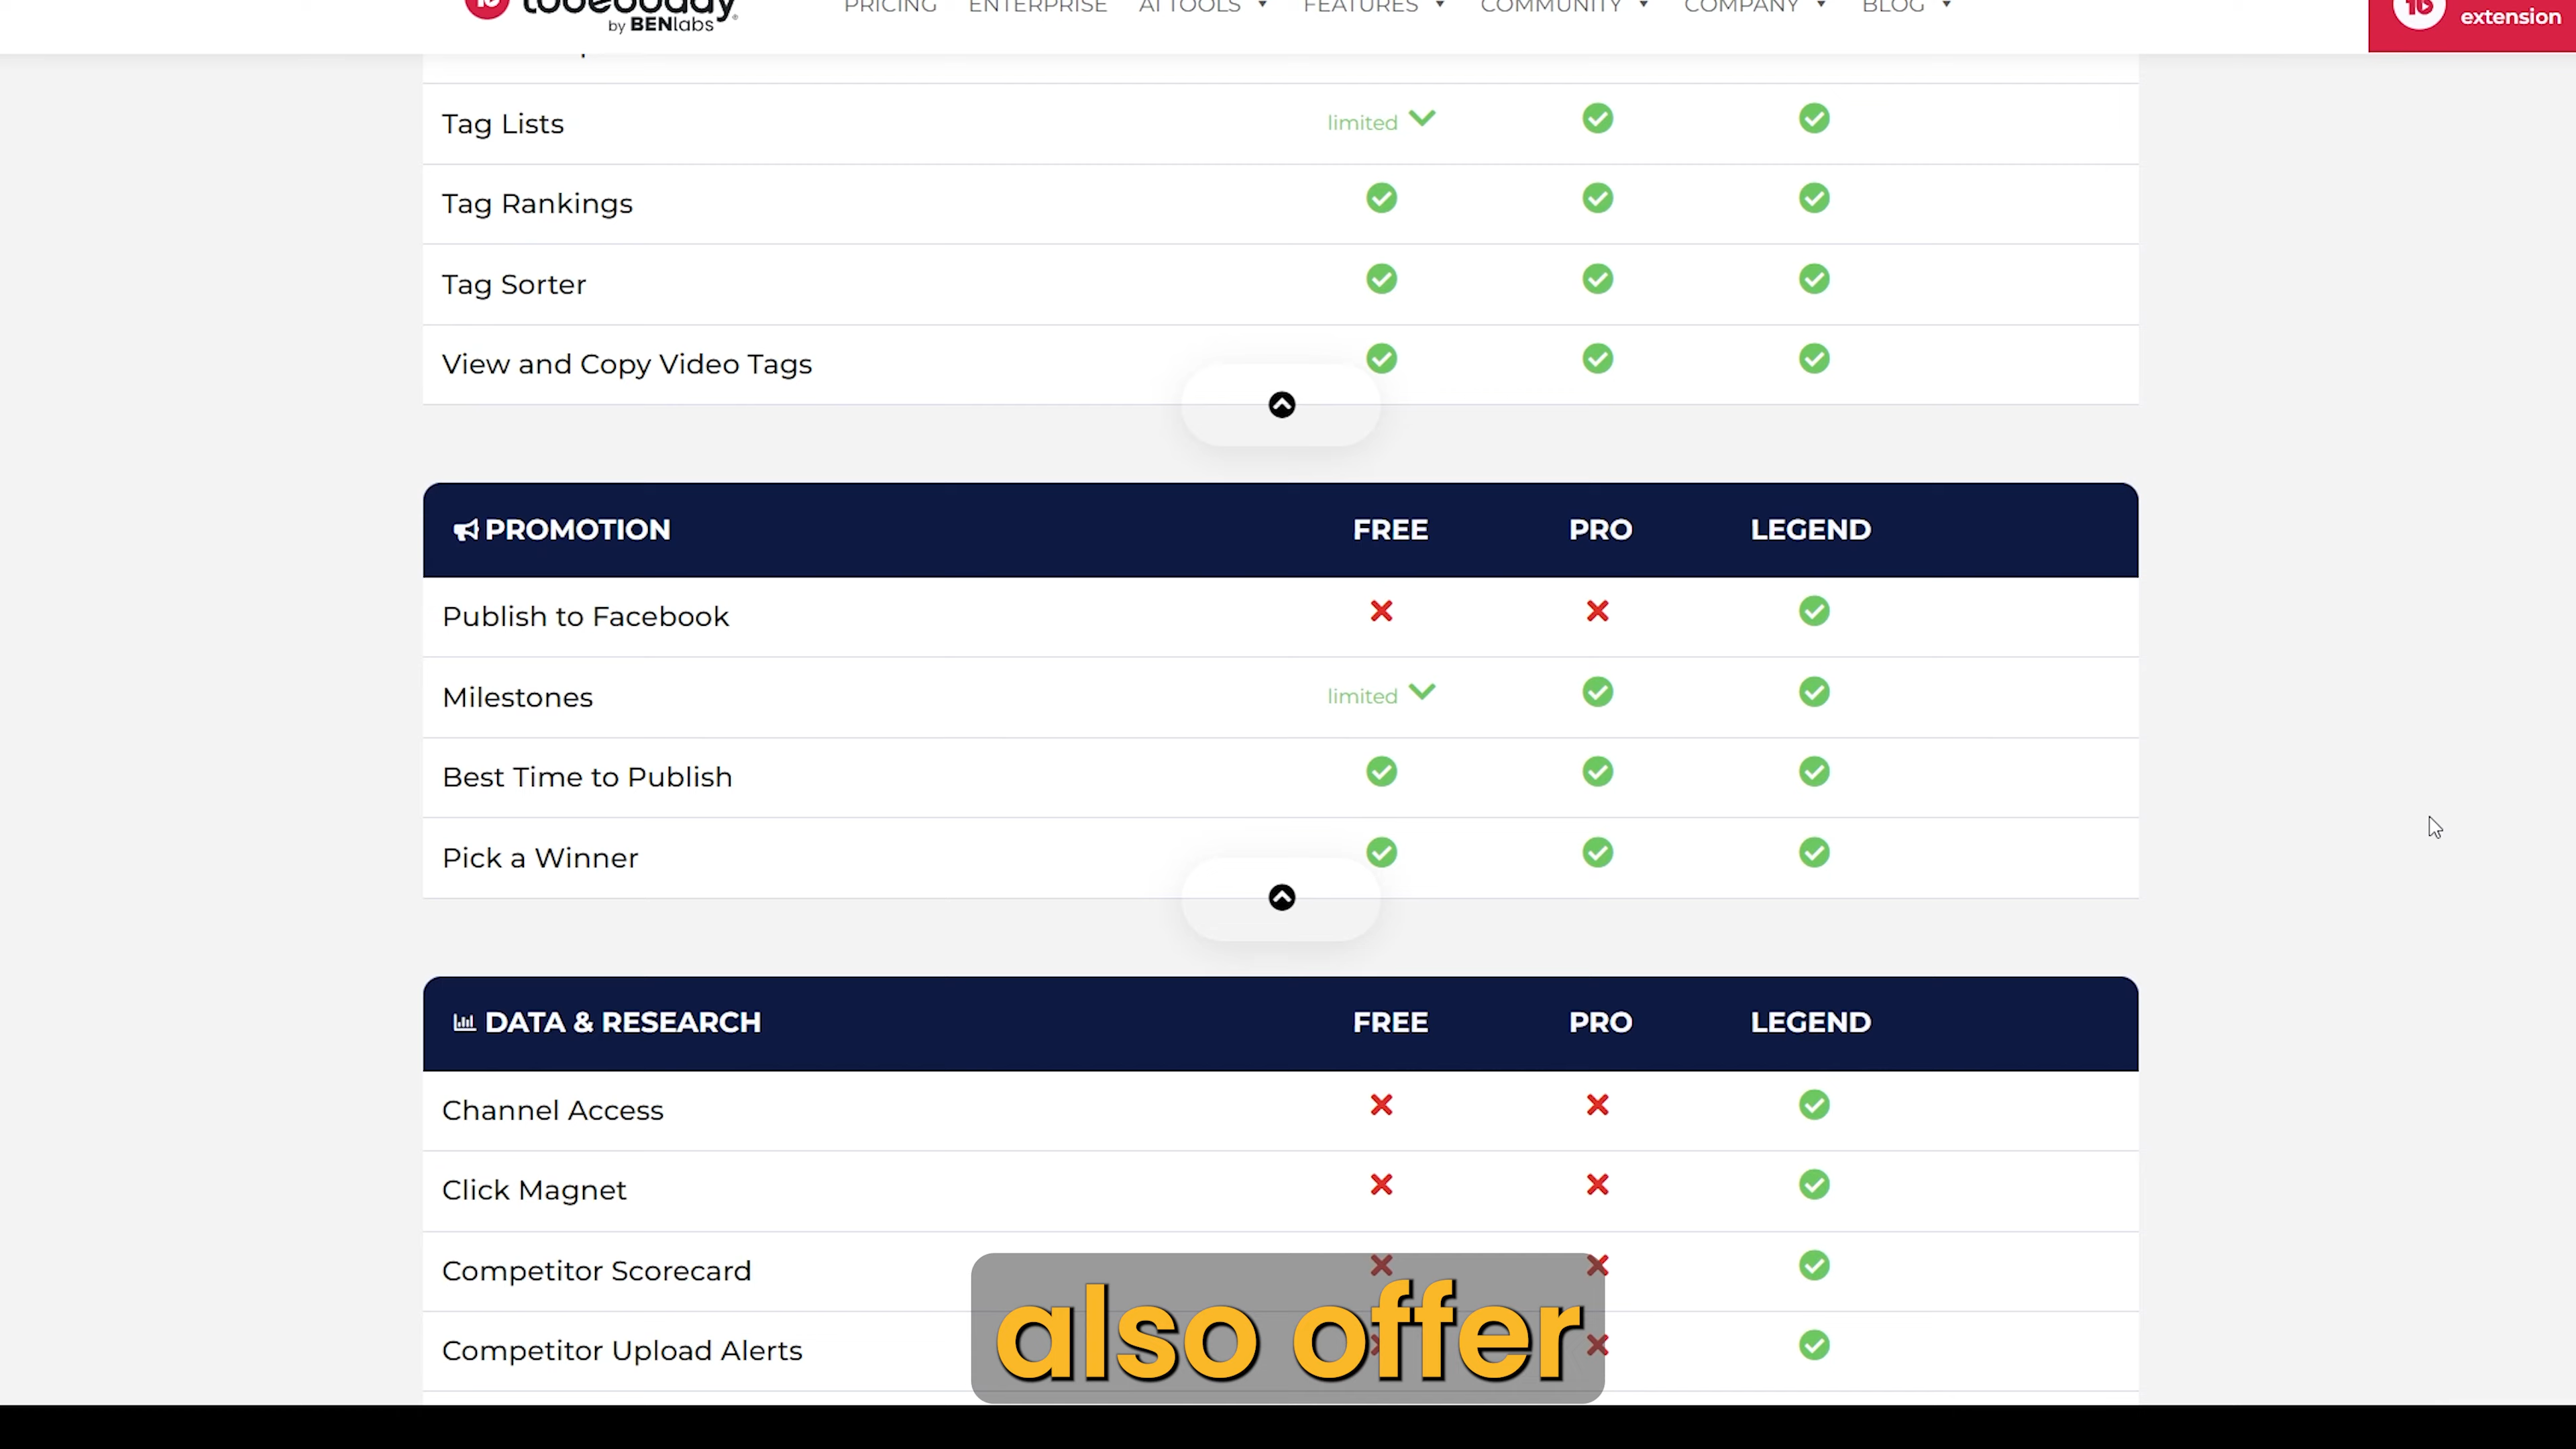 tubebuddy
by BENlabs
PRICING ENTERPRISE AI TOOLS FEATURES COMMUNITY COMPANY BLOG
extension
Tag Lists limited
Tag Rankings
Tag Sorter
View and Copy Video Tags
PROMOTION FREE PRO LEGEND
Publish to Facebook
Milestones limited
Best Time to Publish
Pick a Winner
DATA & RESEARCH FREE PRO LEGEND
Channel Access
Click Magnet
Competitor Scorecard
Competitor Upload Alerts
also offer